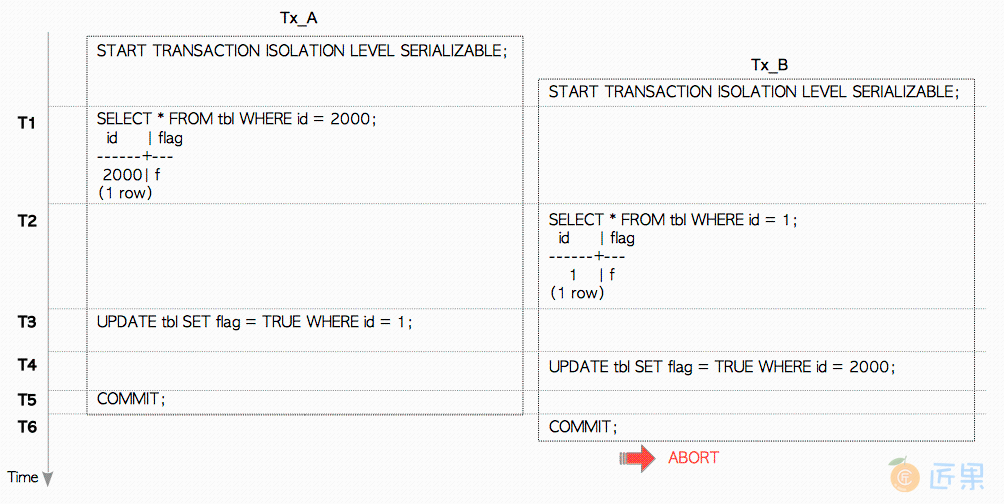 Tx_A
START TRANSACTION ISOLATION LEVEL SERIALIZABLE;
Tx_B
START TRANSACTION ISOLATION LEVEL SERIALIZABLE;
T1
SELECT * FROM tbl WHERE id = 2000;
id | flag
------+---
2000| f
(1 row)
T2
SELECT * FROM tbl WHERE id = 1;
id | flag
------+---
1 | f
(1 row)
T3
UPDATE tbl SET flag = TRUE WHERE id = 1;
T4
UPDATE tbl SET flag = TRUE WHERE id = 2000;
T5
COMMIT;
T6
COMMIT;
ABORT
Time
匠果